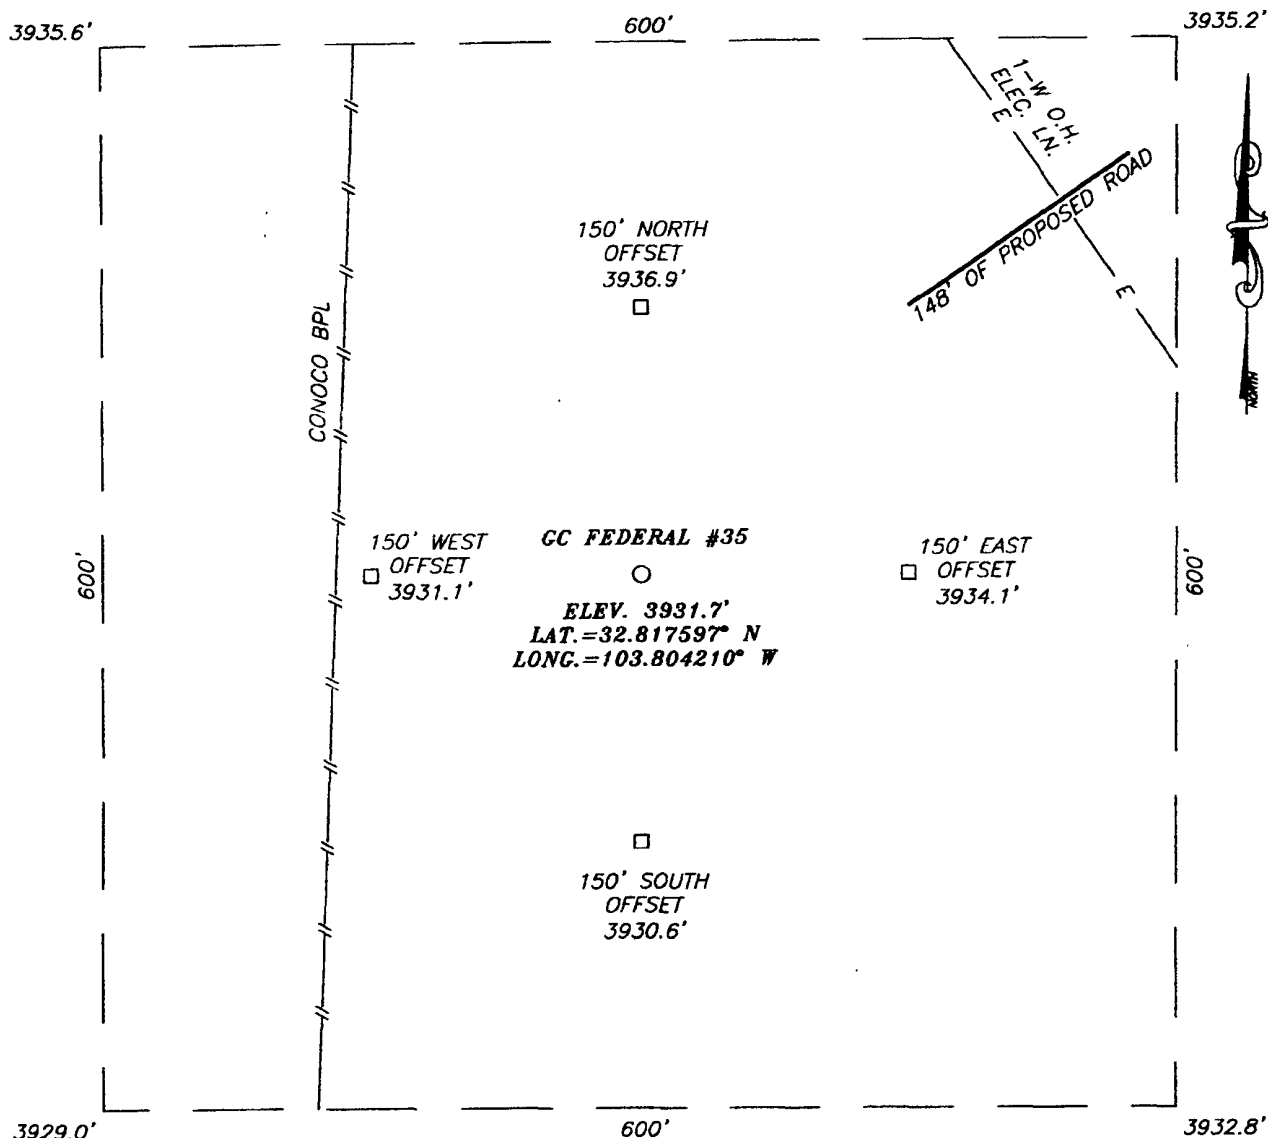 3935.6'
600'
3935.2'
1-W O.H.
ELEC. LN.
E
148' OF PROPOSED ROAD
E
NORTH
150' NORTH
OFFSET
3936.9'
CONOCO BPL
600'
150' WEST
OFFSET
3931.1'
GC FEDERAL #35
ELEV. 3931.7'
LAT.=32.817597° N
LONG.=103.804210° W
150' EAST
OFFSET
3934.1'
600'
150' SOUTH
OFFSET
3930.6'
3929.0'
600'
3932.8'